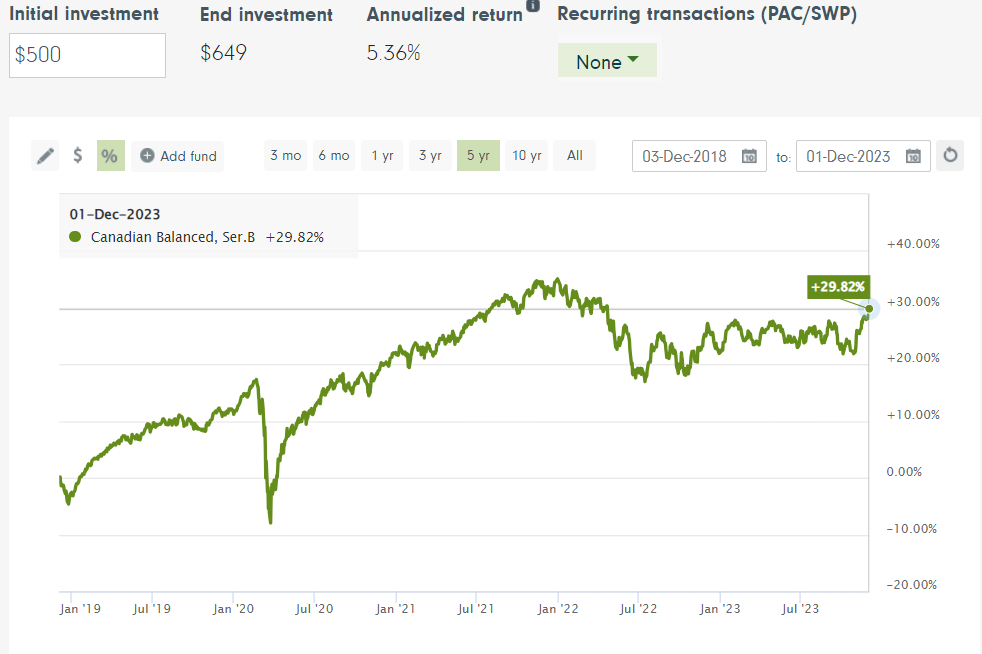 Initial investment
End investment
Annualized return i
Recurring transactions (PAC/SWP)
$500
$649
5.36%
None
$
%
Add fund
3 mo
6 mo
1 yr
3 yr
5 yr
10 yr
All
03-Dec-2018
10
to:
01-Dec-2023
10
01-Dec-2023
Canadian Balanced, Ser.B +29.82%
+40.00%
+29.82%
+30.00%
+20.00%
+10.00%
0.00%
-10.00%
-20.00%
Jan '19
Jul '19
Jan '20
Jul '20
Jan '21
Jul '21
Jan '22
Jul '22
Jan '23
Jul '23